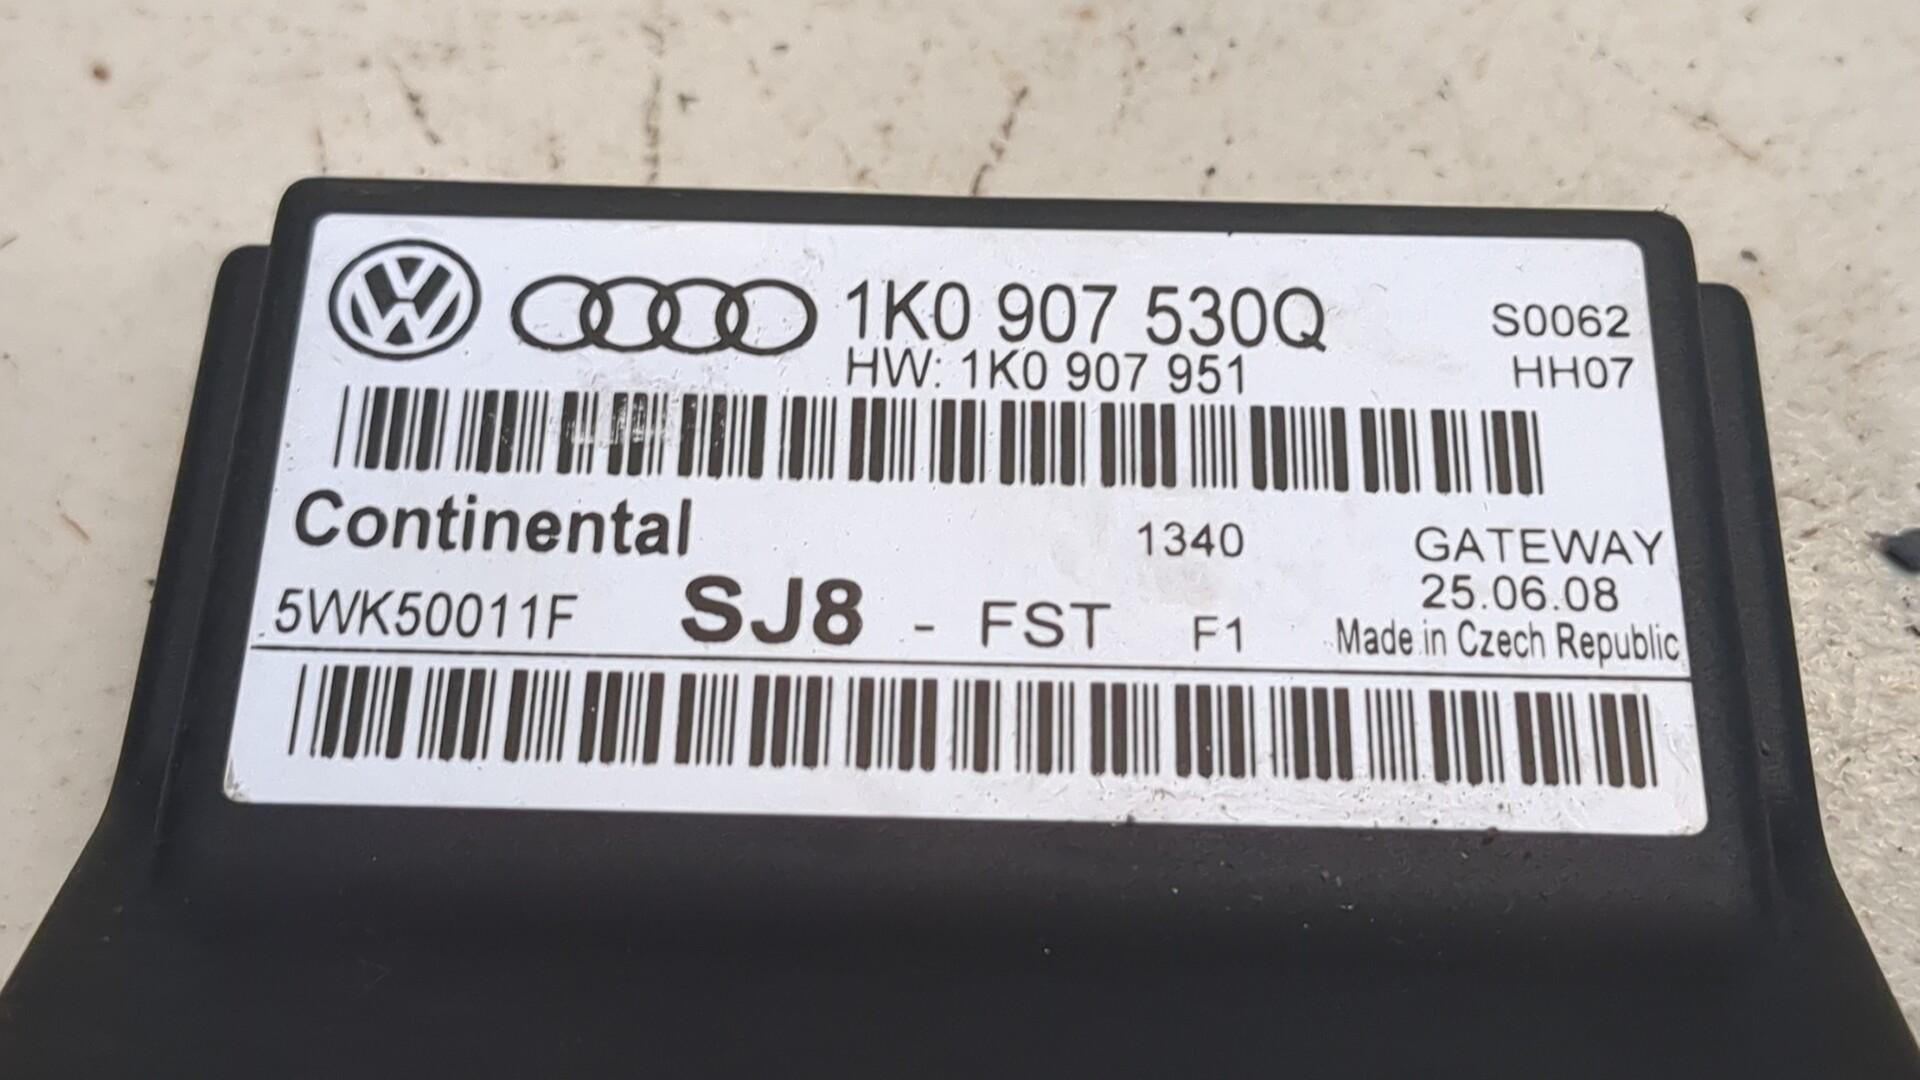 1K0 907 530Q S0062
HW: 1K0 907 951 HH07
Continental 1340 GATEWAY
25.06.08
5WK50011F SJ8 - FST F1 Made in Czech Republic